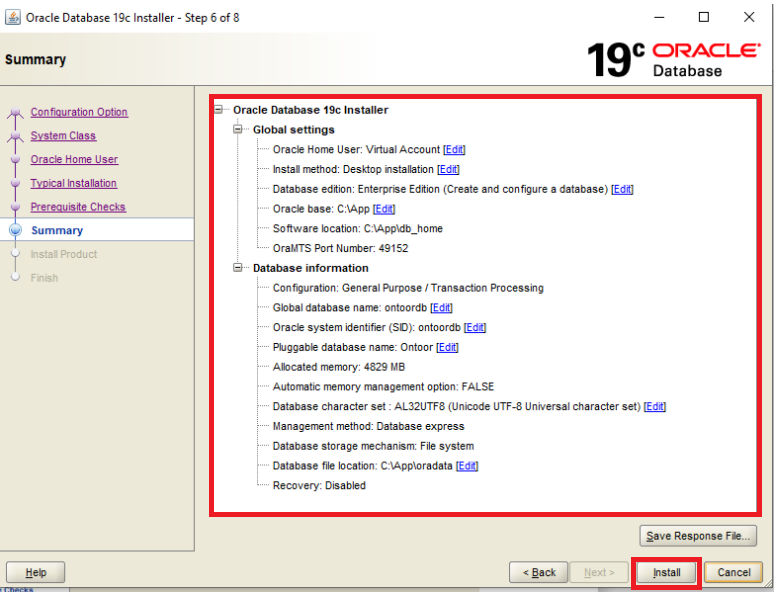 Oracle Database 19c Installer - Step 6 of 8
Summary
19c ORACLE
Database
Configuration Option
System Class
Oracle Home User
Typical Installation
Prerequisite Checks
Summary
Install Product
Finish
Oracle Database 19c Installer
Global settings
Oracle Home User: Virtual Account [Edit]
Install method: Desktop installation [Edit]
Database edition: Enterprise Edition (Create and configure a database) [Edit]
Oracle base: C:\App [Edit]
Software location: C:\App\db_home
OraMTS Port Number: 49152
Database information
Configuration: General Purpose / Transaction Processing
Global database name: ontoordb [Edit]
Oracle system identifier (SID): ontoordb [Edit]
Pluggable database name: Ontoor [Edit]
Allocated memory: 4829 MB
Automatic memory management option: FALSE
Database character set : AL32UTF8 (Unicode UTF-8 Universal character set) [Edit]
Management method: Database express
Database storage mechanism: File system
Database file location: C:\App\oradata [Edit]
Recovery: Disabled
Save Response File...
Help
< Back
Next >
Install
Cancel
Checks